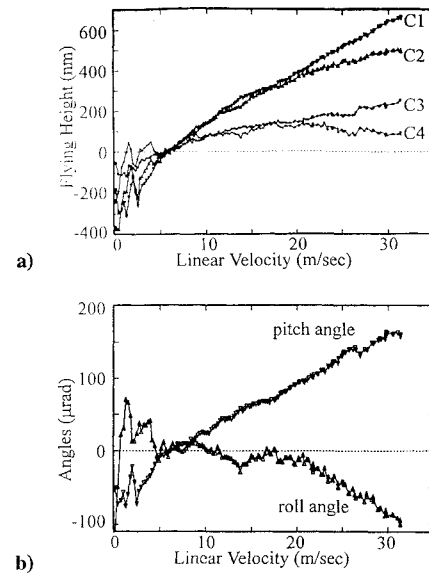 600
400
200
0
-200
-400
Flying Height (nm)
C1
C2
C3
C4
0 10 20 30
a) Linear Velocity (m/sec)
200
100
0
-100
Angles (μrad)
pitch angle
roll angle
0 10 20 30
b) Linear Velocity (m/sec)